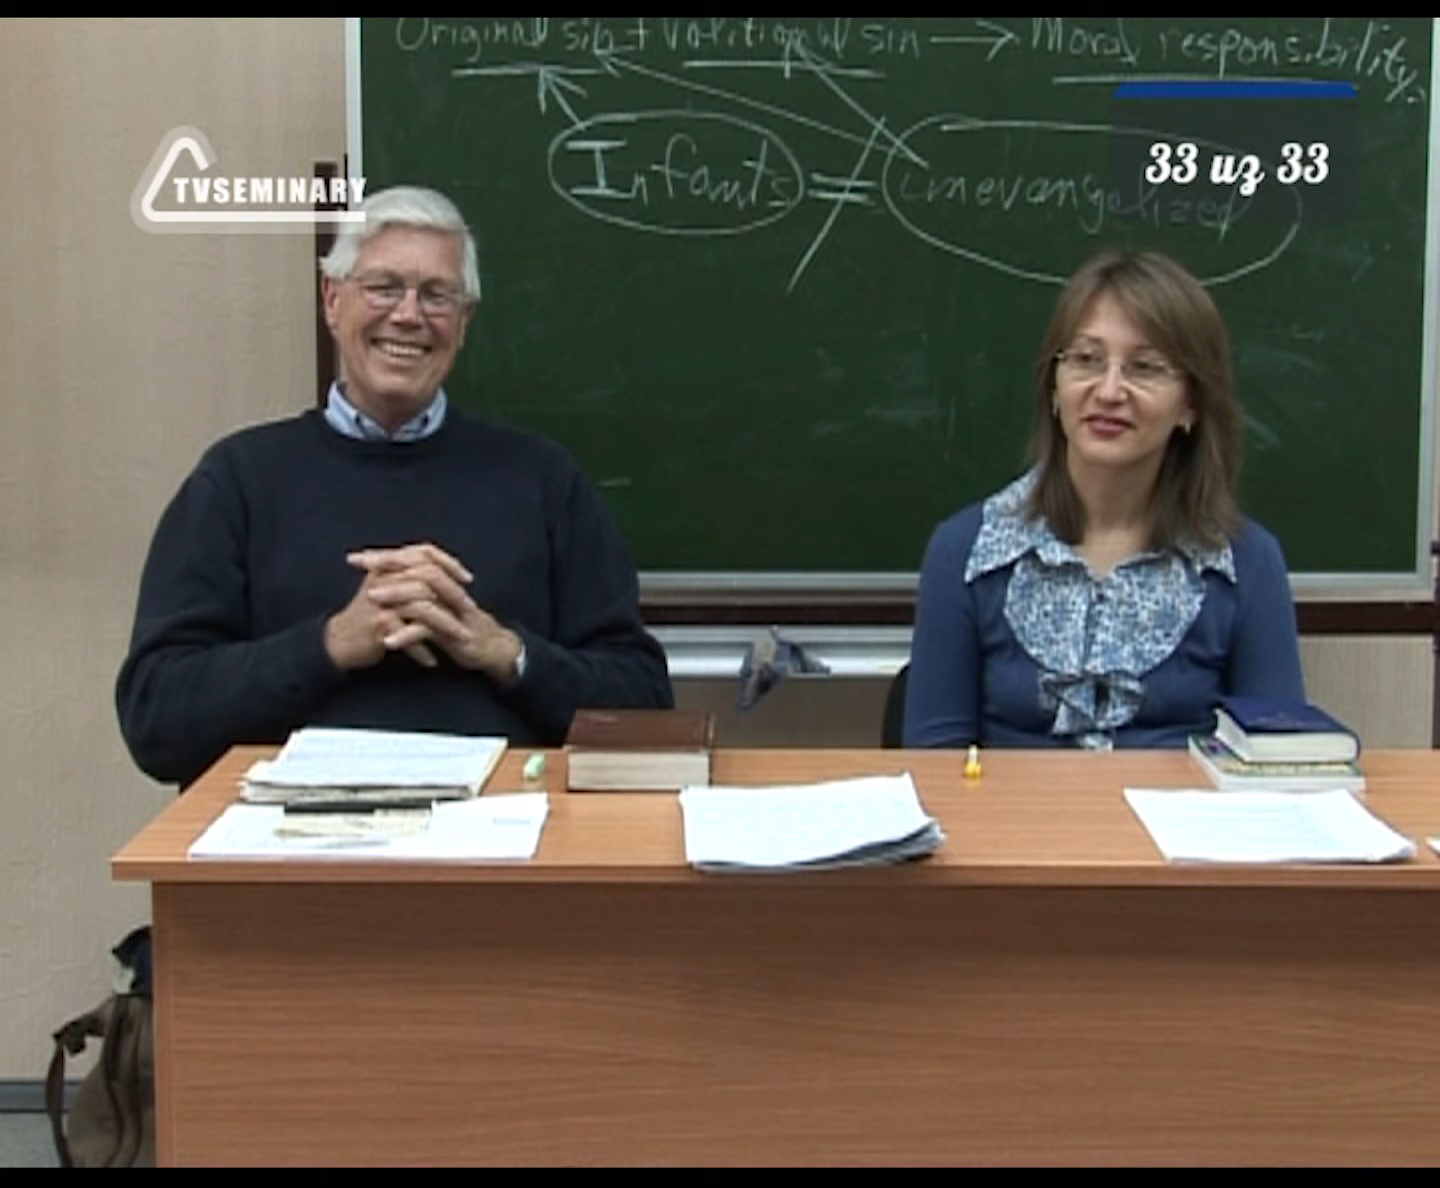 Original sin + Volitional sin → Moral responsibility
TVSEMINARY
33 из 33
Infants ≠ unevangelized